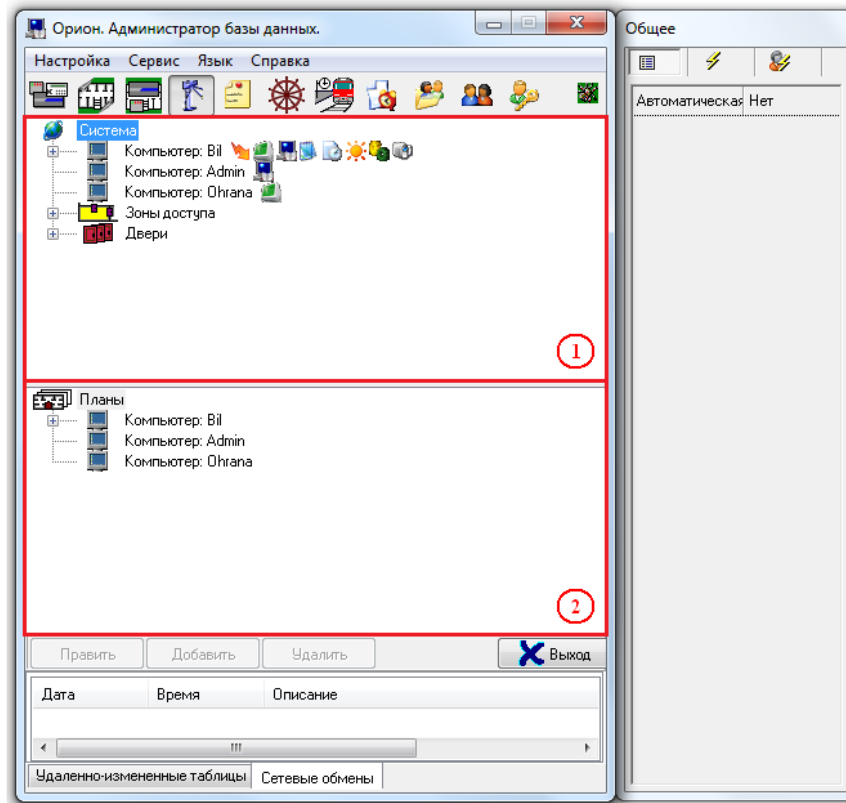 Орион. Администратор базы данных.
Настройка Сервис Язык Справка
Система
Компьютер: Bil
Компьютер: Admin
Компьютер: Ohrana
Зоны доступа
Двери
1
Планы
Компьютер: Bil
Компьютер: Admin
Компьютер: Ohrana
2
Править Добавить Удалить Выход
Дата Время Описание
Удаленно-измененные таблицы Сетевые обмены
Общее
Автоматическая Нет